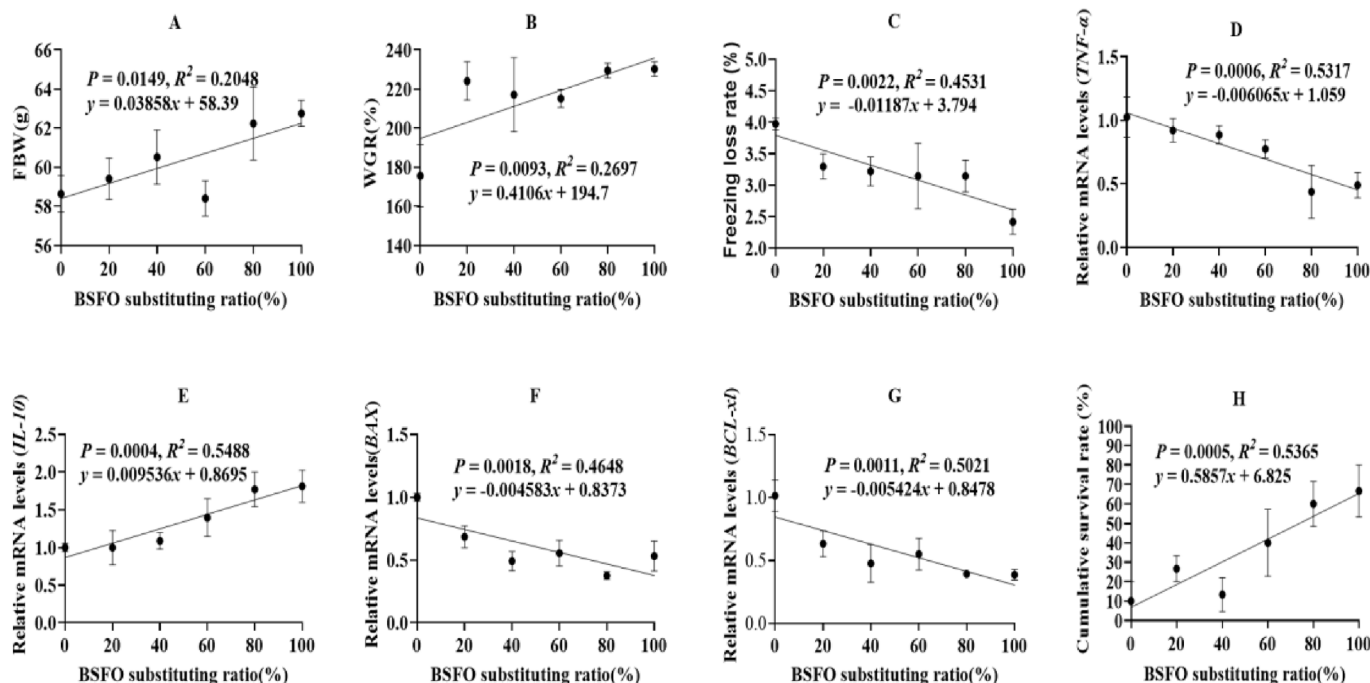 A
P = 0.0149, R² = 0.2048
y = 0.03858x + 58.39
FBW(g)
66
64
62
60
58
56
0 20 40 60 80 100
BSFO substituting ratio(%)
B
P = 0.0093, R² = 0.2697
y = 0.4106x + 194.7
WGR(%)
240
220
200
180
160
140
0 20 40 60 80 100
BSFO substituting ratio(%)
C
P = 0.0022, R² = 0.4531
y = -0.01187x + 3.794
Freezing loss rate (%)
5.0
4.5
4.0
3.5
3.0
2.5
2.0
0 20 40 60 80 100
BSFO substituting ratio(%)
D
P = 0.0006, R² = 0.5317
y = -0.006065x + 1.059
Relative mRNA levels (TNF-α)
1.5
1.0
0.5
0.0
0 20 40 60 80 100
BSFO substituting ratio(%)
E
P = 0.0004, R² = 0.5488
y = 0.009536x + 0.8695
Relative mRNA levels (IL-10)
2.5
2.0
1.5
1.0
0.5
0.0
0 20 40 60 80 100
BSFO substituting ratio(%)
F
P = 0.0018, R² = 0.4648
y = -0.004583x + 0.8373
Relative mRNA levels(BAX)
1.5
1.0
0.5
0.0
0 20 40 60 80 100
BSFO substituting ratio(%)
G
P = 0.0011, R² = 0.5021
y = -0.005424x + 0.8478
Relative mRNA levels (BCL-xl)
1.5
1.0
0.5
0.0
0 20 40 60 80 100
BSFO substituting ratio(%)
H
P = 0.0005, R² = 0.5365
y = 0.5857x + 6.825
Cumulative survival rate (%)
100
90
80
70
60
50
40
30
20
10
0
0 20 40 60 80 100
BSFO substituting ratio(%)